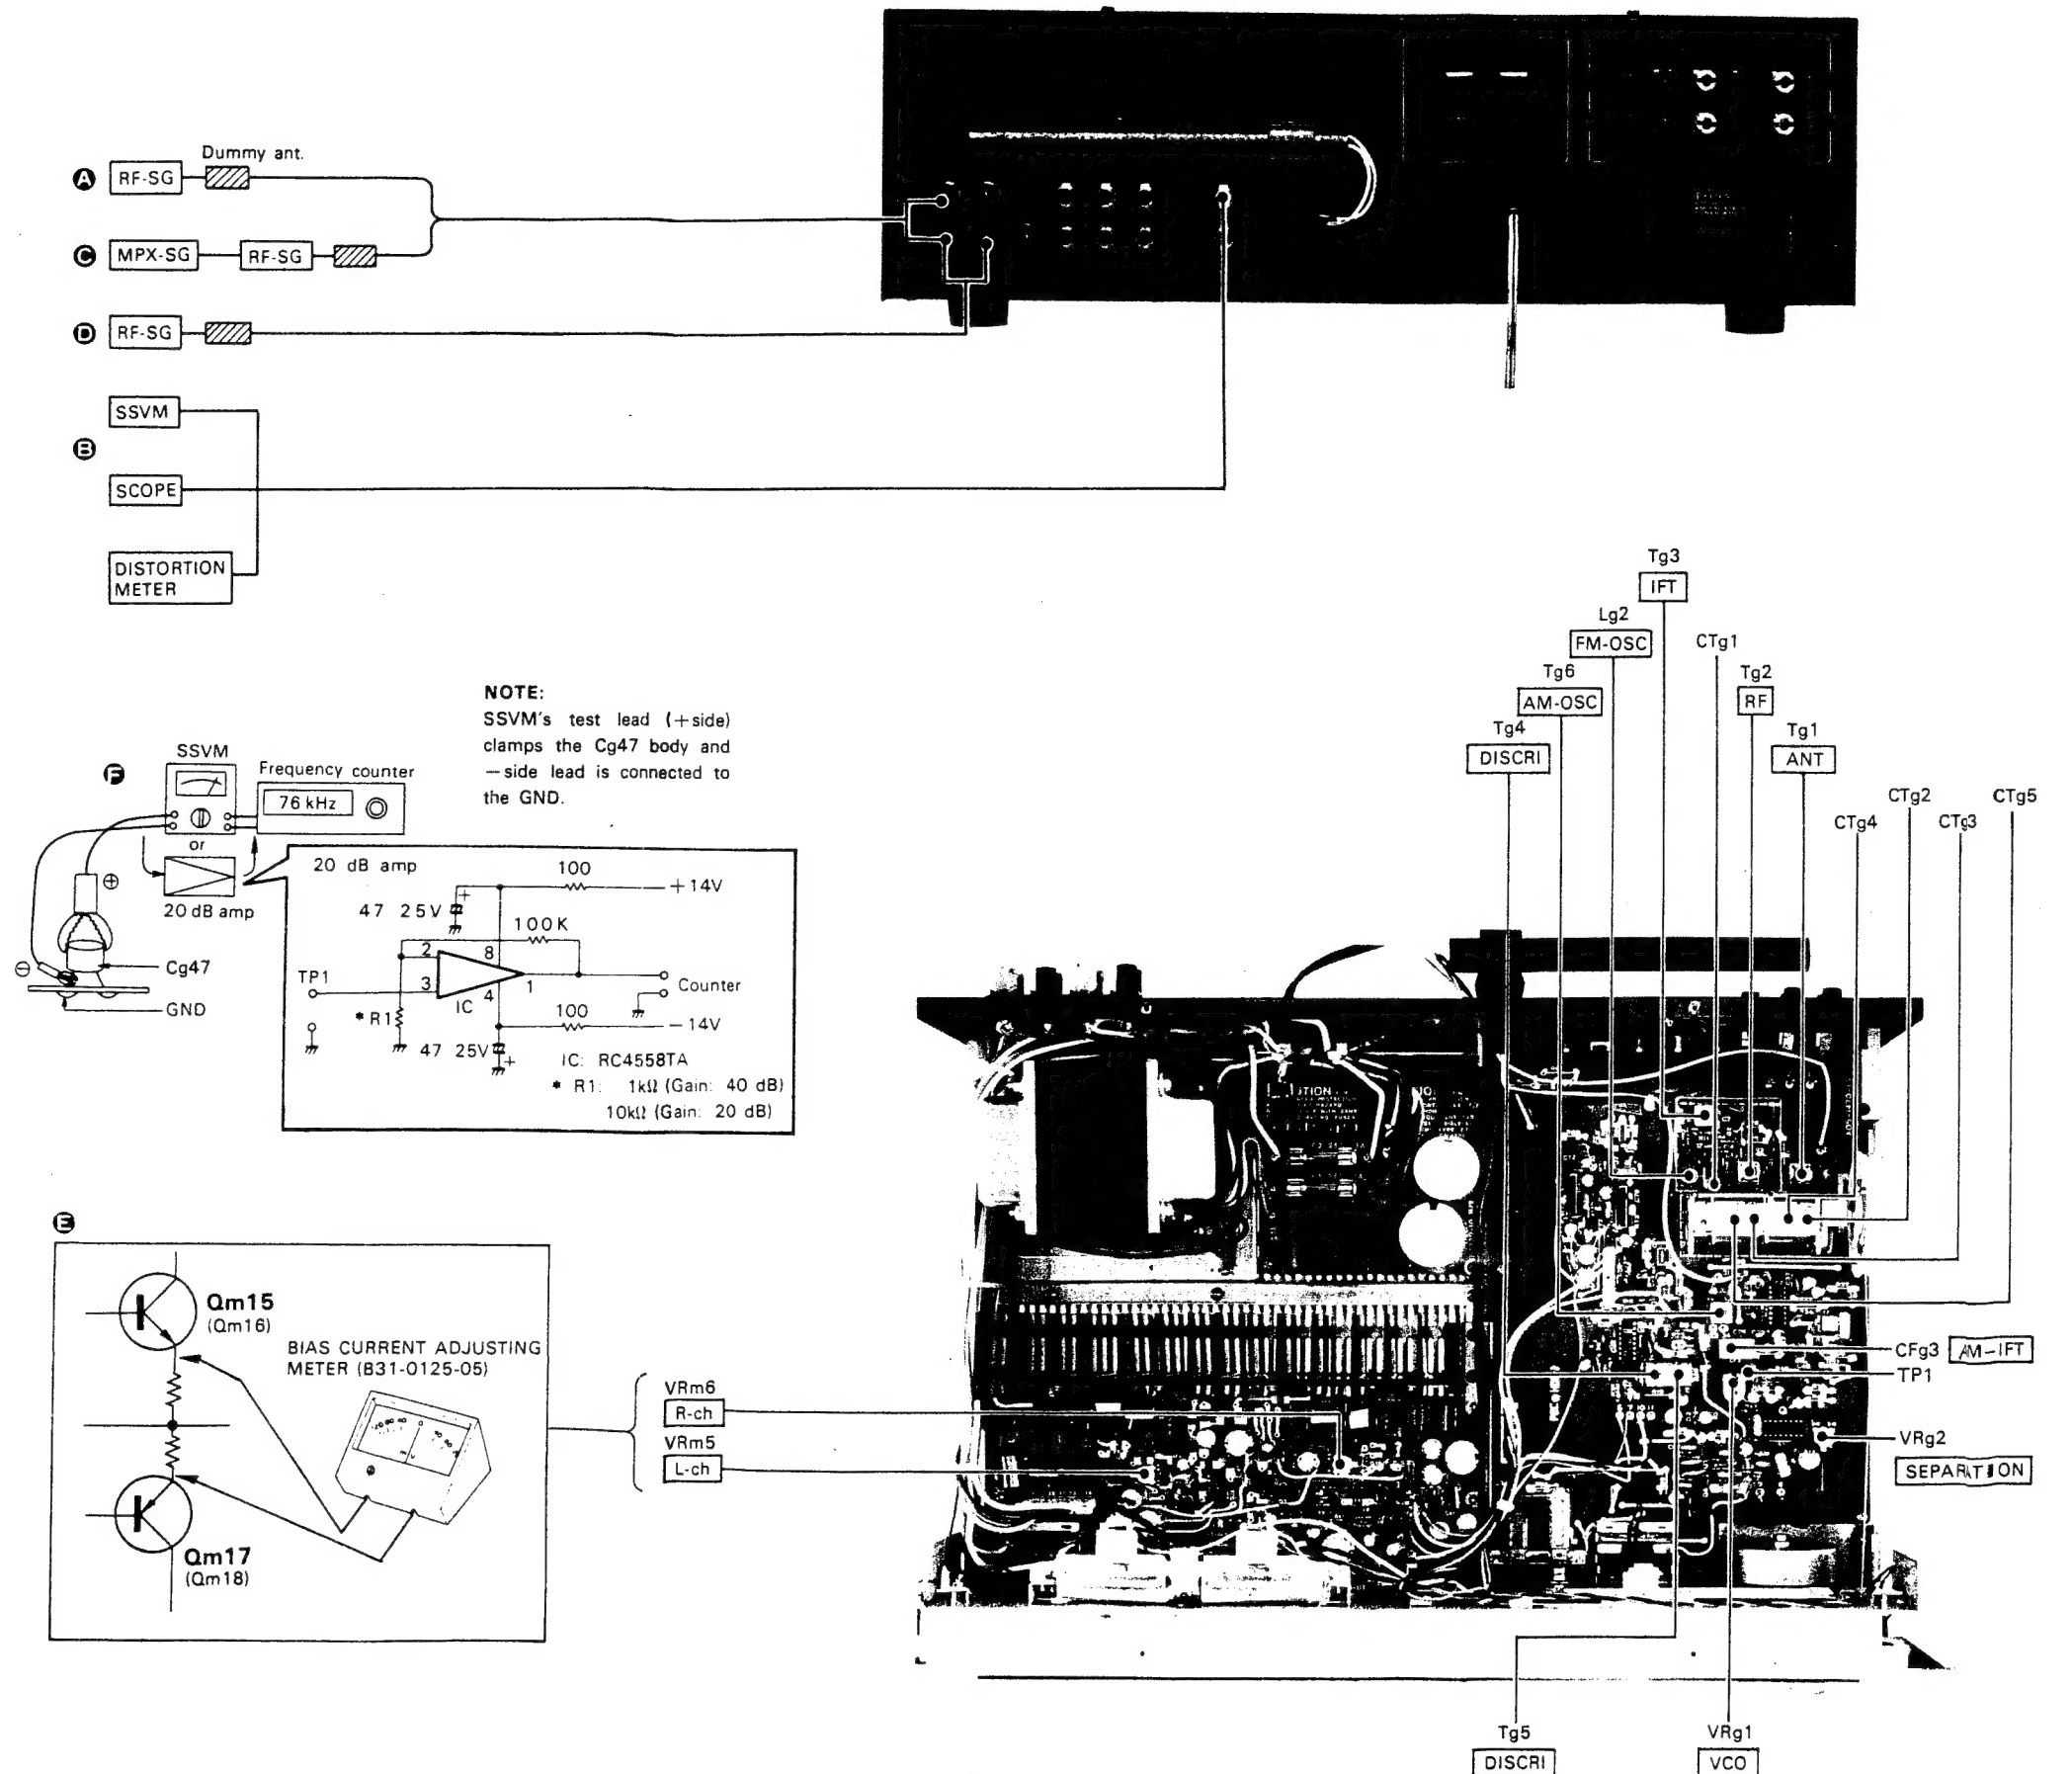 Dummy ant.
A RF-SG
C MPX-SG RF-SG
D RF-SG
SSVM
B
SCOPE
DISTORTION
METER
NOTE:
SSVM's test lead (+side)
clamps the Cg47 body and
—side lead is connected to
the GND.
F
SSVM
Frequency counter
76 kHz
or
20 dB amp
⊕
⊖
Cg47
GND
20 dB amp
100
+14V
47 25V
+
100K
2
8
3
4
1
IC
TP1
Counter
* R1
100
−14V
47 25V
+
IC: RC4558TA
* R1: 1kΩ (Gain: 40 dB)
10kΩ (Gain: 20 dB)
E
Qm15
(Qm16)
BIAS CURRENT ADJUSTING
METER (B31-0125-05)
Qm17
(Qm18)
VRm6
R-ch
VRm5
L-ch
Tg3
IFT
Lg2
FM-OSC
CTg1
Tg6
AM-OSC
Tg2
RF
Tg4
DISCRI
Tg1
ANT
CTg2
CTg5
CTg4
CTg3
CFg3 AM-IFT
TP1
VRg2
SEPARATION
Tg5
DISCRI
VRg1
VCO